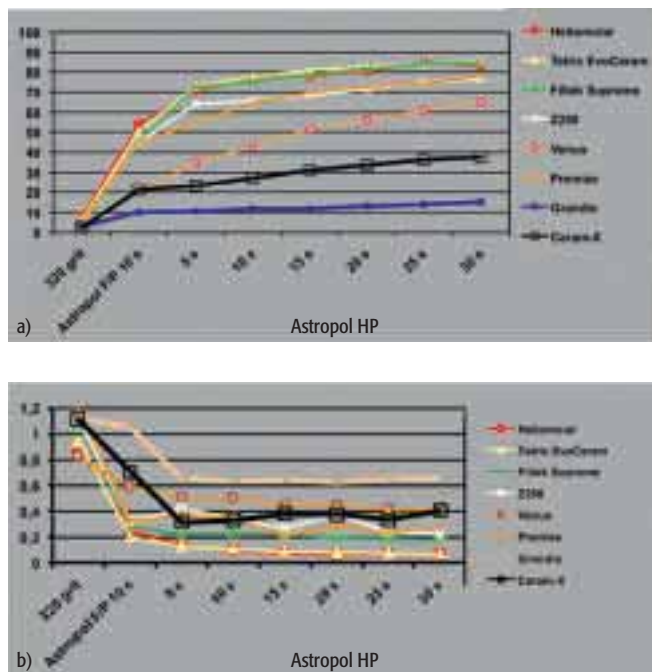 100
90
80
70
60
50
40
30
20
10
0
Heliomolar
Tetric EvoCeram
Filtek Supreme
Z250
Venus
Premise
Grandio
Ceram-X
320 grit
Astropol F/P 10 s
5 s
10 s
15 s
20 s
25 s
30 s
a)
Astropol HP
1,2
1
0,8
0,6
0,4
0,2
0
Heliomolar
Tetric EvoCeram
Filtek Supreme
Z250
Venus
Premise
Grandio
Ceram-X
320 grit
Astropol F/P 10 s
5 s
10 s
15 s
20 s
25 s
30 s
b)
Astropol HP